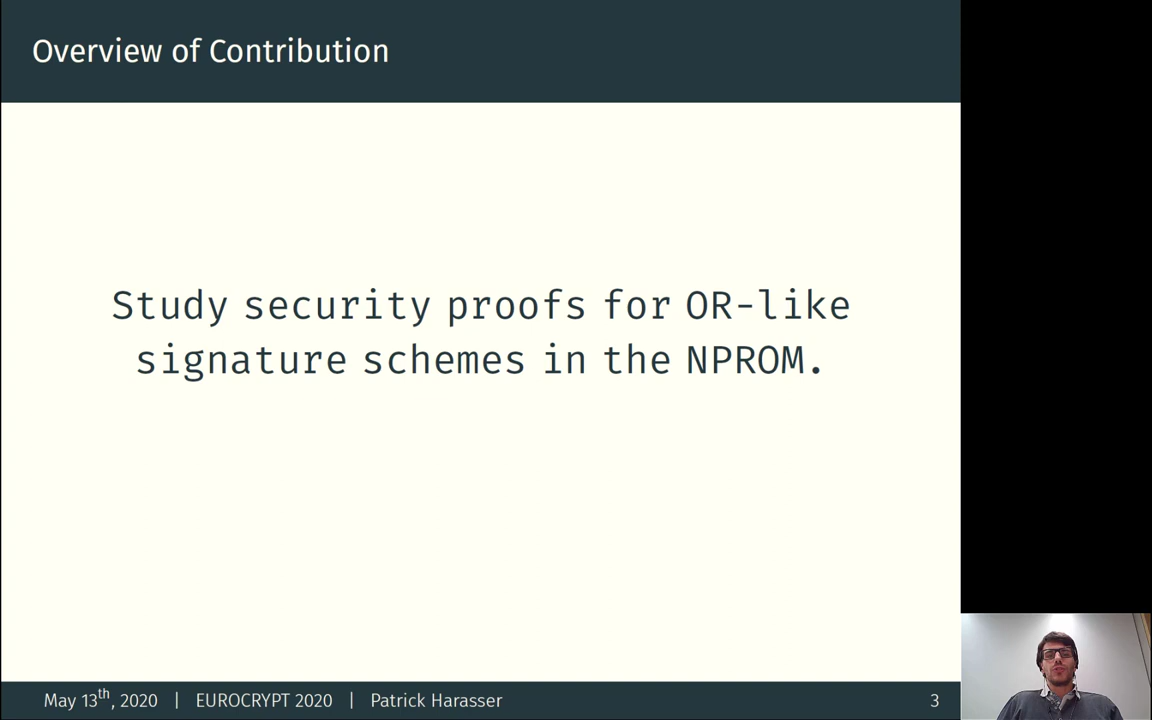 Overview of Contribution
Study security proofs for OR-like
signature schemes in the NPROM.
May 13th, 2020 | EUROCRYPT 2020 | Patrick Harasser
3